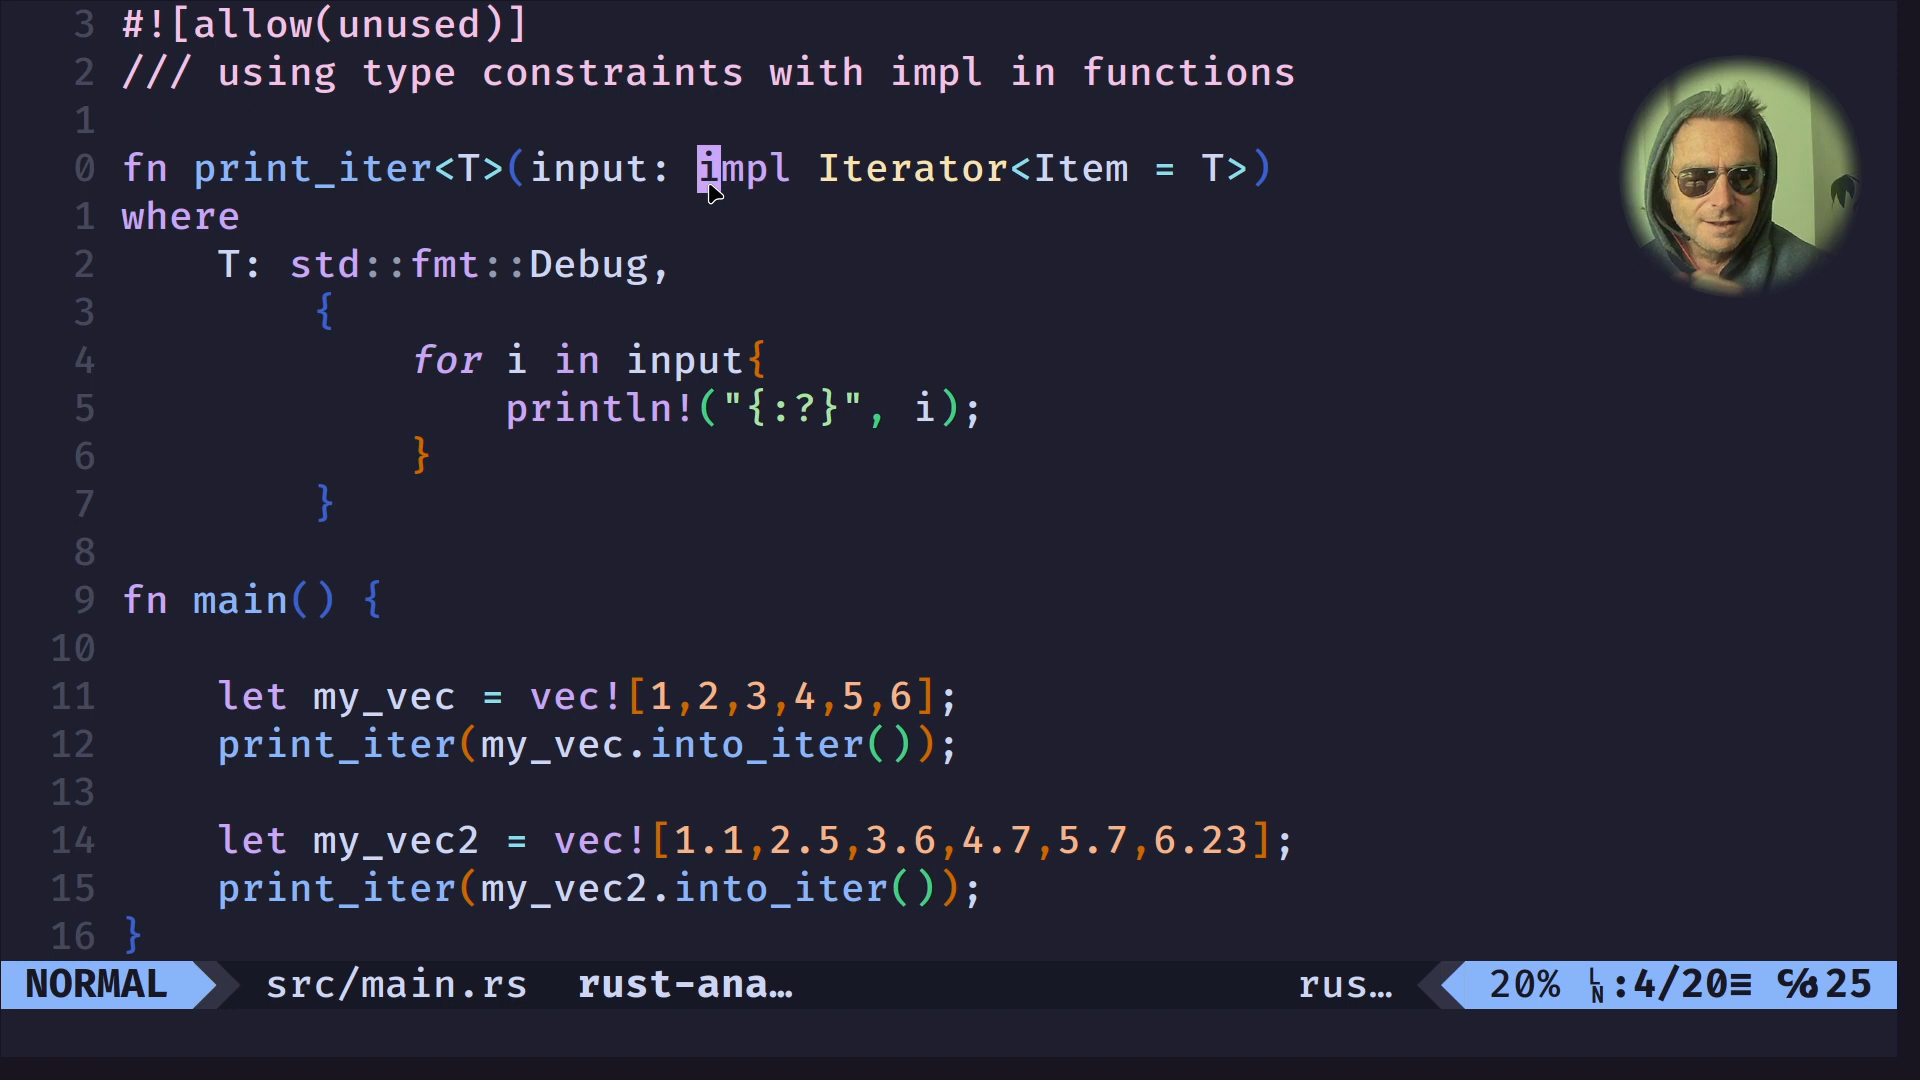 3 #![allow(unused)]
2 /// using type constraints with impl in functions
1
0 fn print_iter<T>(input: impl Iterator<Item = T>)
1 where
2     T: std::fmt::Debug,
3         {
4             for i in input{
5                 println!("{:?}", i);
6             }
7         }
8
9 fn main() {
10
11     let my_vec = vec![1,2,3,4,5,6];
12     print_iter(my_vec.into_iter());
13
14     let my_vec2 = vec![1.1,2.5,3.6,4.7,5.7,6.23];
15     print_iter(my_vec2.into_iter());
16 }
NORMAL src/main.rs rust-ana… rus… 20% LN:4/20≡ ℅:25